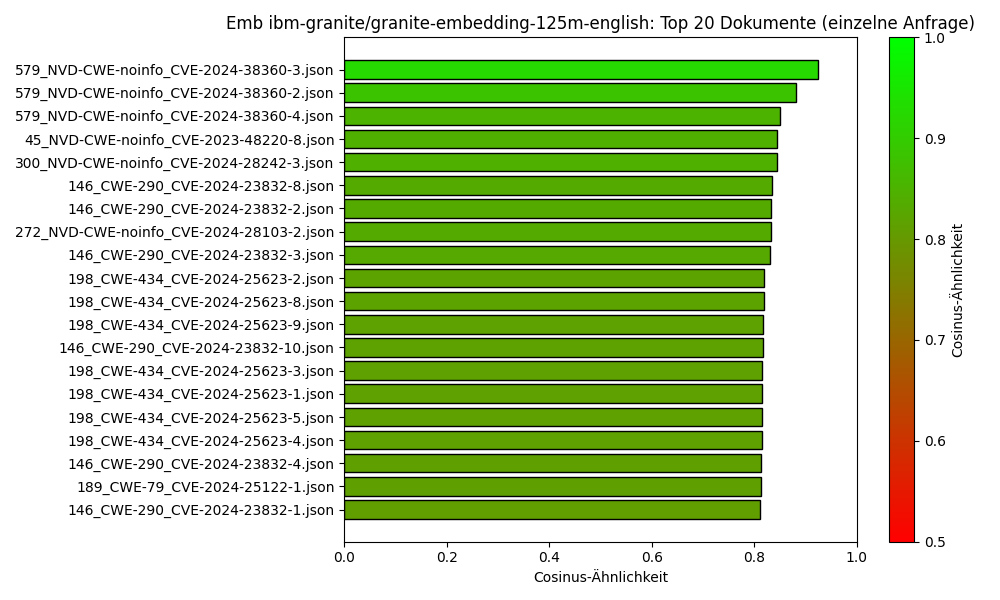 Emb ibm-granite/granite-embedding-125m-english: Top 20 Dokumente (einzelne Anfrage)
579_NVD-CWE-noinfo_CVE-2024-38360-3.json
579_NVD-CWE-noinfo_CVE-2024-38360-2.json
579_NVD-CWE-noinfo_CVE-2024-38360-4.json
45_NVD-CWE-noinfo_CVE-2023-48220-8.json
300_NVD-CWE-noinfo_CVE-2024-28242-3.json
146_CWE-290_CVE-2024-23832-8.json
146_CWE-290_CVE-2024-23832-2.json
272_NVD-CWE-noinfo_CVE-2024-28103-2.json
146_CWE-290_CVE-2024-23832-3.json
198_CWE-434_CVE-2024-25623-2.json
198_CWE-434_CVE-2024-25623-8.json
198_CWE-434_CVE-2024-25623-9.json
146_CWE-290_CVE-2024-23832-10.json
198_CWE-434_CVE-2024-25623-3.json
198_CWE-434_CVE-2024-25623-1.json
198_CWE-434_CVE-2024-25623-5.json
198_CWE-434_CVE-2024-25623-4.json
146_CWE-290_CVE-2024-23832-4.json
189_CWE-79_CVE-2024-25122-1.json
146_CWE-290_CVE-2024-23832-1.json
0.0 0.2 0.4 0.6 0.8 1.0
Cosinus-Ähnlichkeit
1.0
0.9
0.8
0.7
0.6
0.5
Cosinus-Ähnlichkeit